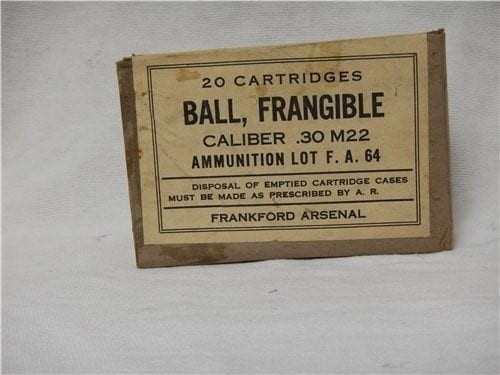 20 CARTRIDGES
BALL, FRANGIBLE
CALIBER .30 M22
AMMUNITION LOT F. A. 64
DISPOSAL OF EMPTIED CARTRIDGE CASES
MUST BE MADE AS PRESCRIBED BY A. R.
FRANKFORD ARSENAL